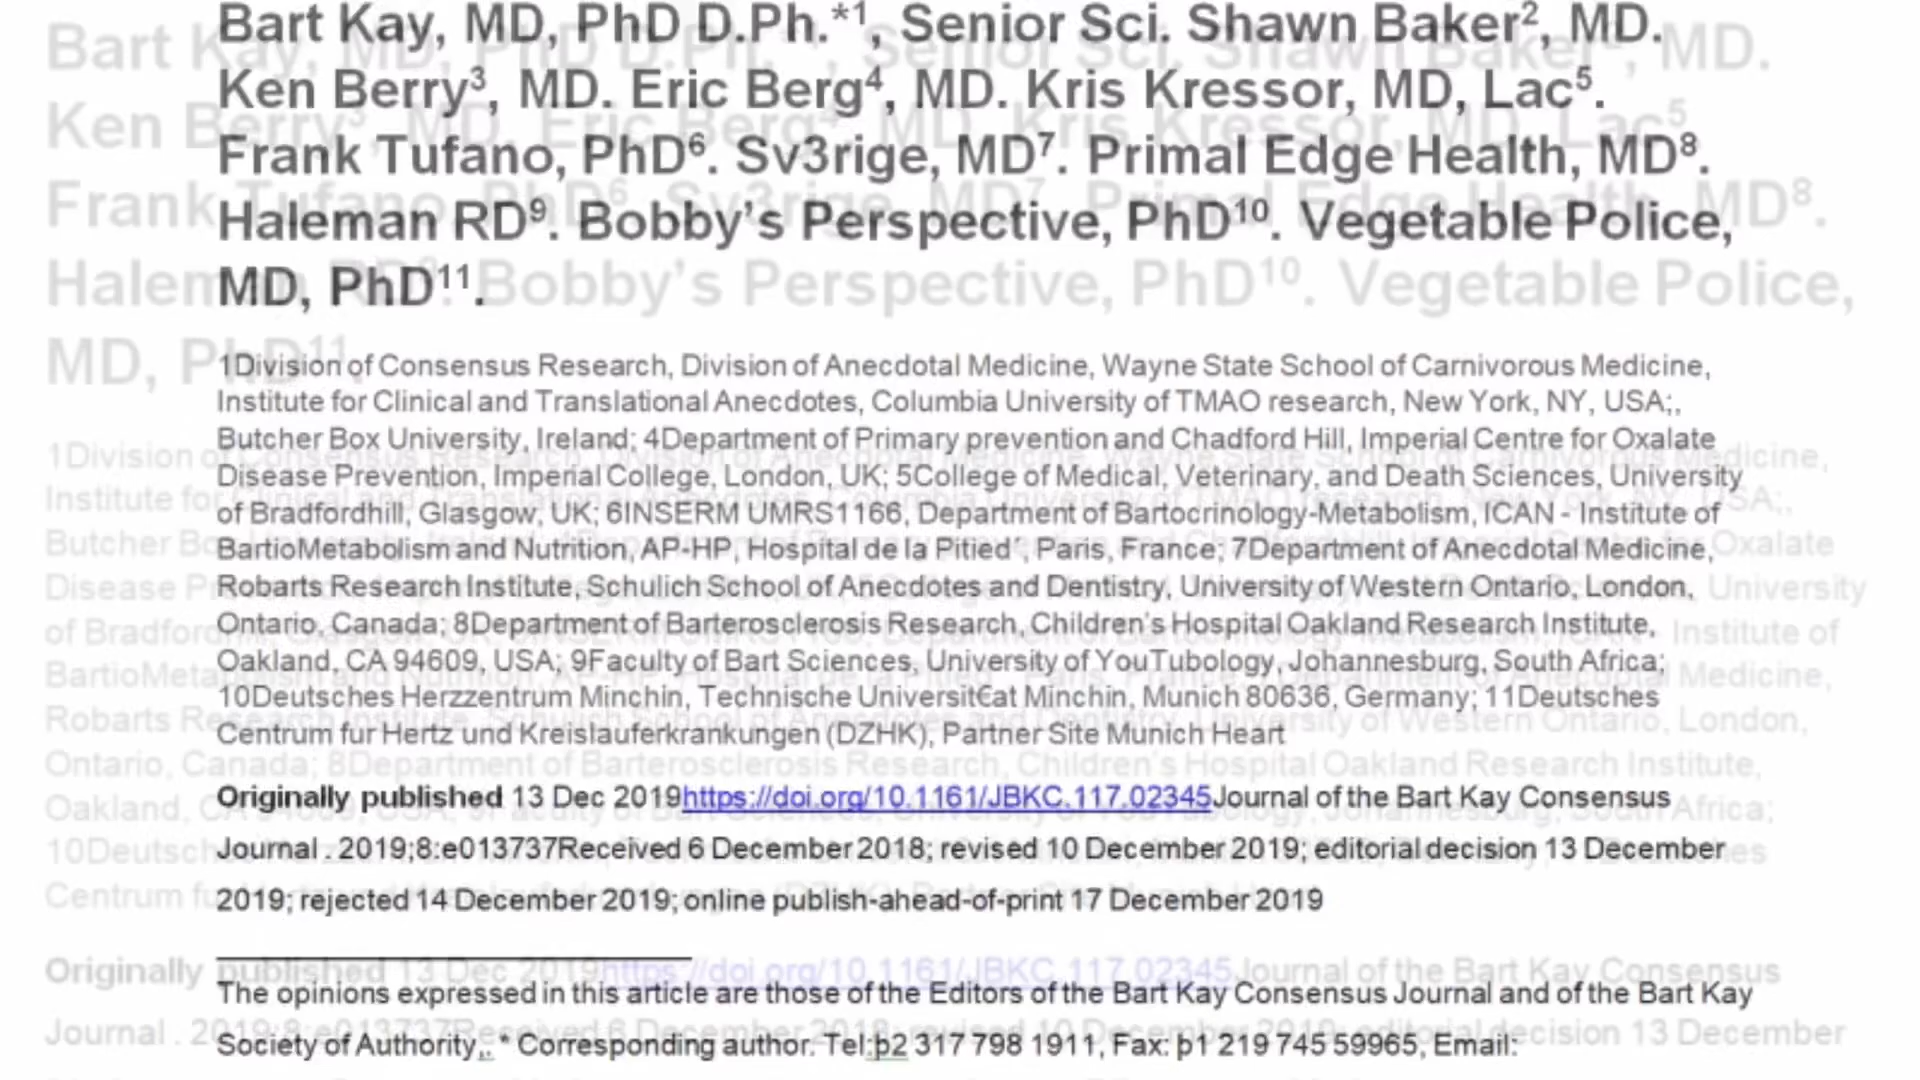 Bart Kay, MD, PhD D.Ph.*1, Senior Sci. Shawn Baker2, MD.
Ken Berry3, MD. Eric Berg4, MD. Kris Kressor, MD, Lac5.
Frank Tufano, PhD6. Sv3rige, MD7. Primal Edge Health, MD8.
Haleman RD9. Bobby's Perspective, PhD10. Vegetable Police,
MD, PhD11.
1Division of Consensus Research, Division of Anecdotal Medicine, Wayne State School of Carnivorous Medicine,
Institute for Clinical and Translational Anecdotes, Columbia University of TMAO research, New York, NY, USA;,
Butcher Box University, Ireland; 4Department of Primary prevention and Chadford Hill, Imperial Centre for Oxalate
Disease Prevention, Imperial College, London, UK; 5College of Medical, Veterinary, and Death Sciences, University
of Bradfordhill, Glasgow, UK; 6INSERM UMRS1166, Department of Bartocrinology-Metabolism, ICAN - Institute of
BartioMetabolism and Nutrition, AP-HP, Hospital de la Pitied´, Paris, France; 7Department of Anecdotal Medicine,
Robarts Research Institute, Schulich School of Anecdotes and Dentistry, University of Western Ontario, London,
Ontario, Canada; 8Department of Barterosclerosis Research, Children's Hospital Oakland Research Institute,
Oakland, CA 94609, USA; 9Faculty of Bart Sciences, University of YouTubology, Johannesburg, South Africa;
10Deutsches Herzzentrum Minchin, Technische Universit€at Minchin, Munich 80636, Germany; 11Deutsches
Centrum fur Hertz und Kreislauferkrankungen (DZHK), Partner Site Munich Heart
Originally published 13 Dec 2019https://doi.org/10.1161/JBKC.117.02345Journal of the Bart Kay Consensus
Journal . 2019;8:e013737Received 6 December 2018; revised 10 December 2019; editorial decision 13 December
2019; rejected 14 December 2019; online publish-ahead-of-print 17 December 2019
The opinions expressed in this article are those of the Editors of the Bart Kay Consensus Journal and of the Bart Kay
Society of Authority,. * Corresponding author. Tel:þ2 317 798 1911, Fax: þ1 219 745 59965, Email: